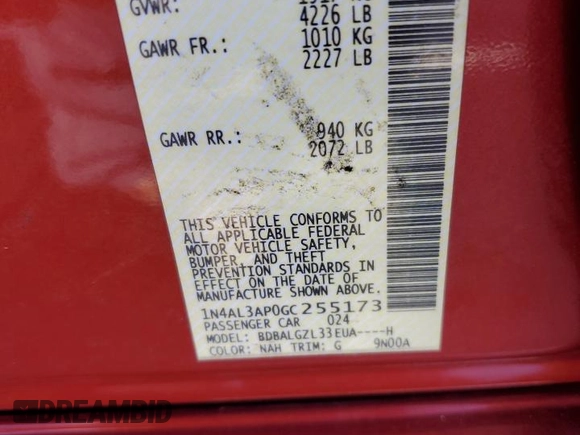 GVWR:
4226 LB
GAWR FR.: 1010 KG
2227 LB
GAWR RR.: 940 KG
2072 LB
THIS VEHICLE CONFORMS TO
ALL APPLICABLE FEDERAL
MOTOR VEHICLE SAFETY,
BUMPER, AND THEFT
PREVENTION STANDARDS IN
EFFECT ON THE DATE OF
MANUFACTURE SHOWN ABOVE.
1N4AL3AP0GC255173
PASSENGER CAR 024
MODEL: BDBALGZL33EUA----H
COLOR: NAH TRIM: G 9N00A
DREAMBID